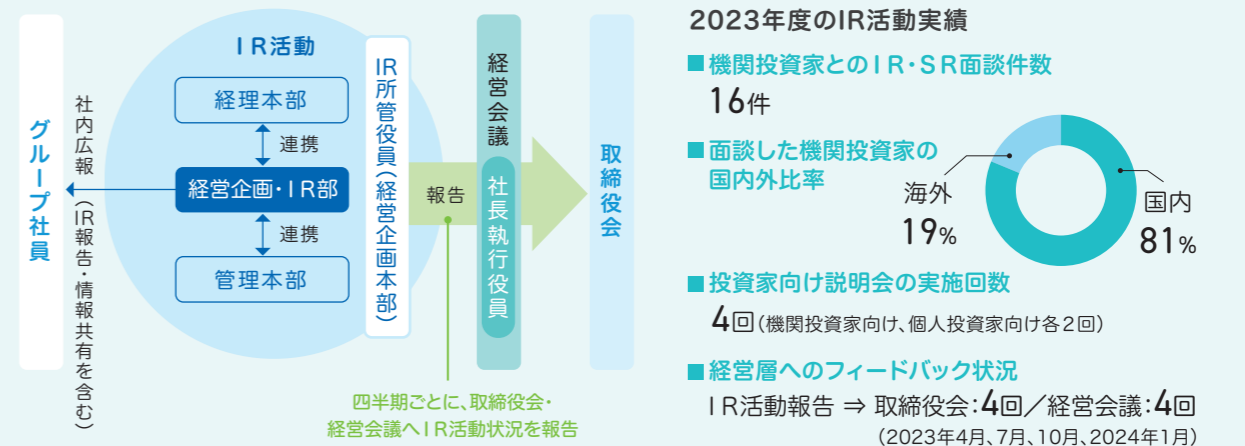 グループ社員
社内広報（IR報告・情報共有を含む）
IR活動
経理本部
連携
経営企画・IR部
連携
管理本部
IR所管役員（経営企画本部）
報告
経営会議
社長執行役員
取締役会
四半期ごとに、取締役会・
経営会議へIR活動状況を報告
2023年度のIR活動実績
■機関投資家とのIR・SR面談件数
16件
■面談した機関投資家の
国内外比率
海外
19%
国内
81%
■投資家向け説明会の実施回数
4回（機関投資家向け、個人投資家向け各2回）
■経営層へのフィードバック状況
IR活動報告 ⇒ 取締役会：4回／経営会議：4回
（2023年4月、7月、10月、2024年1月）